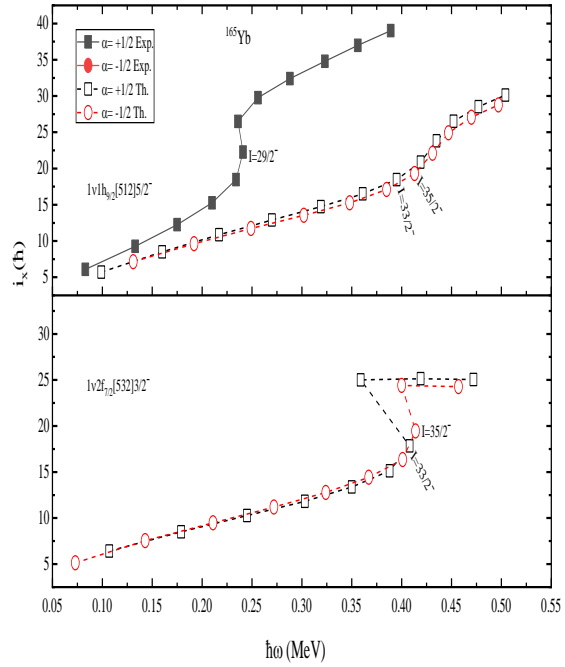 40
35
30
25
20
15
10
5
α= +1/2 Exp.
α= -1/2 Exp.
α= +1/2 Th.
α= -1/2 Th.
¹⁶⁵Yb
I=29/2⁻
1ν1h₉/₂[512]5/2⁻
I=33/2⁻
I=35/2⁻
iₓ(ħ)
40
35
30
25
20
15
10
5
1ν2f₇/₂[532]3/2⁻
I=35/2⁻
I=33/2⁻
0.05 0.10 0.15 0.20 0.25 0.30 0.35 0.40 0.45 0.50 0.55
ħω (MeV)